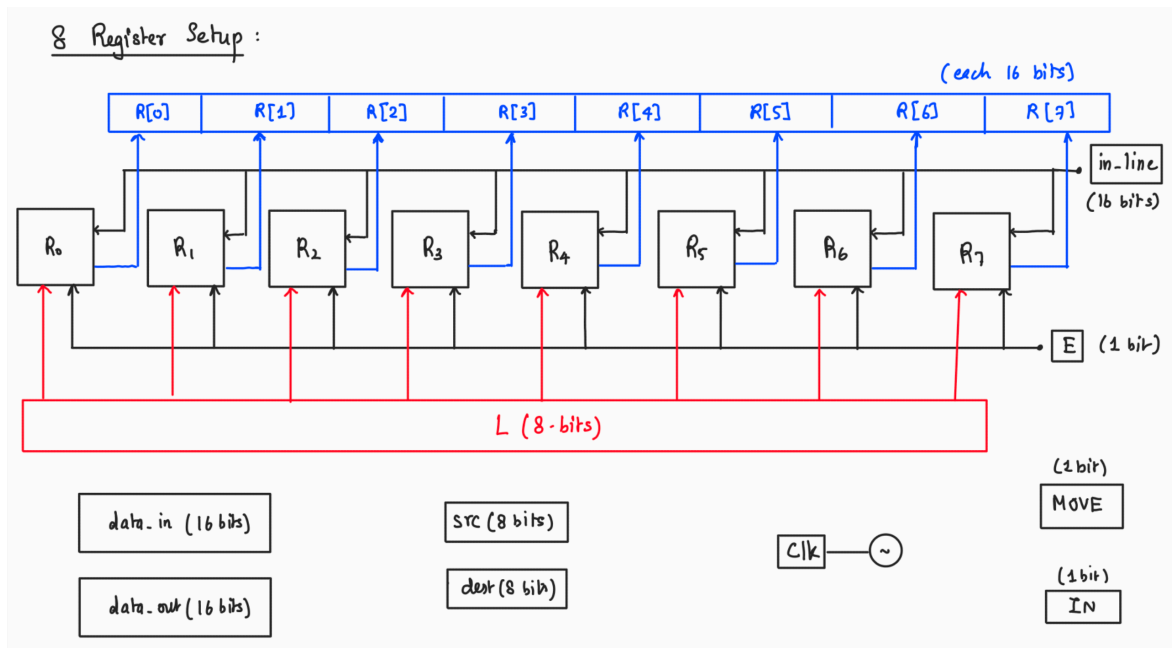 8 Register Setup :
(each 16 bits)
R[0] R[1] R[2] R[3] R[4] R[5] R[6] R[7]
in_line
(16 bits)
R0 R1 R2 R3 R4 R5 R6 R7
E (1 bit)
L (8-bits)
(1 bit)
MOVE
data_in (16 bits)
src (8 bits)
Clk ~
data_out (16 bits)
dest (8 bits)
(1 bit)
IN